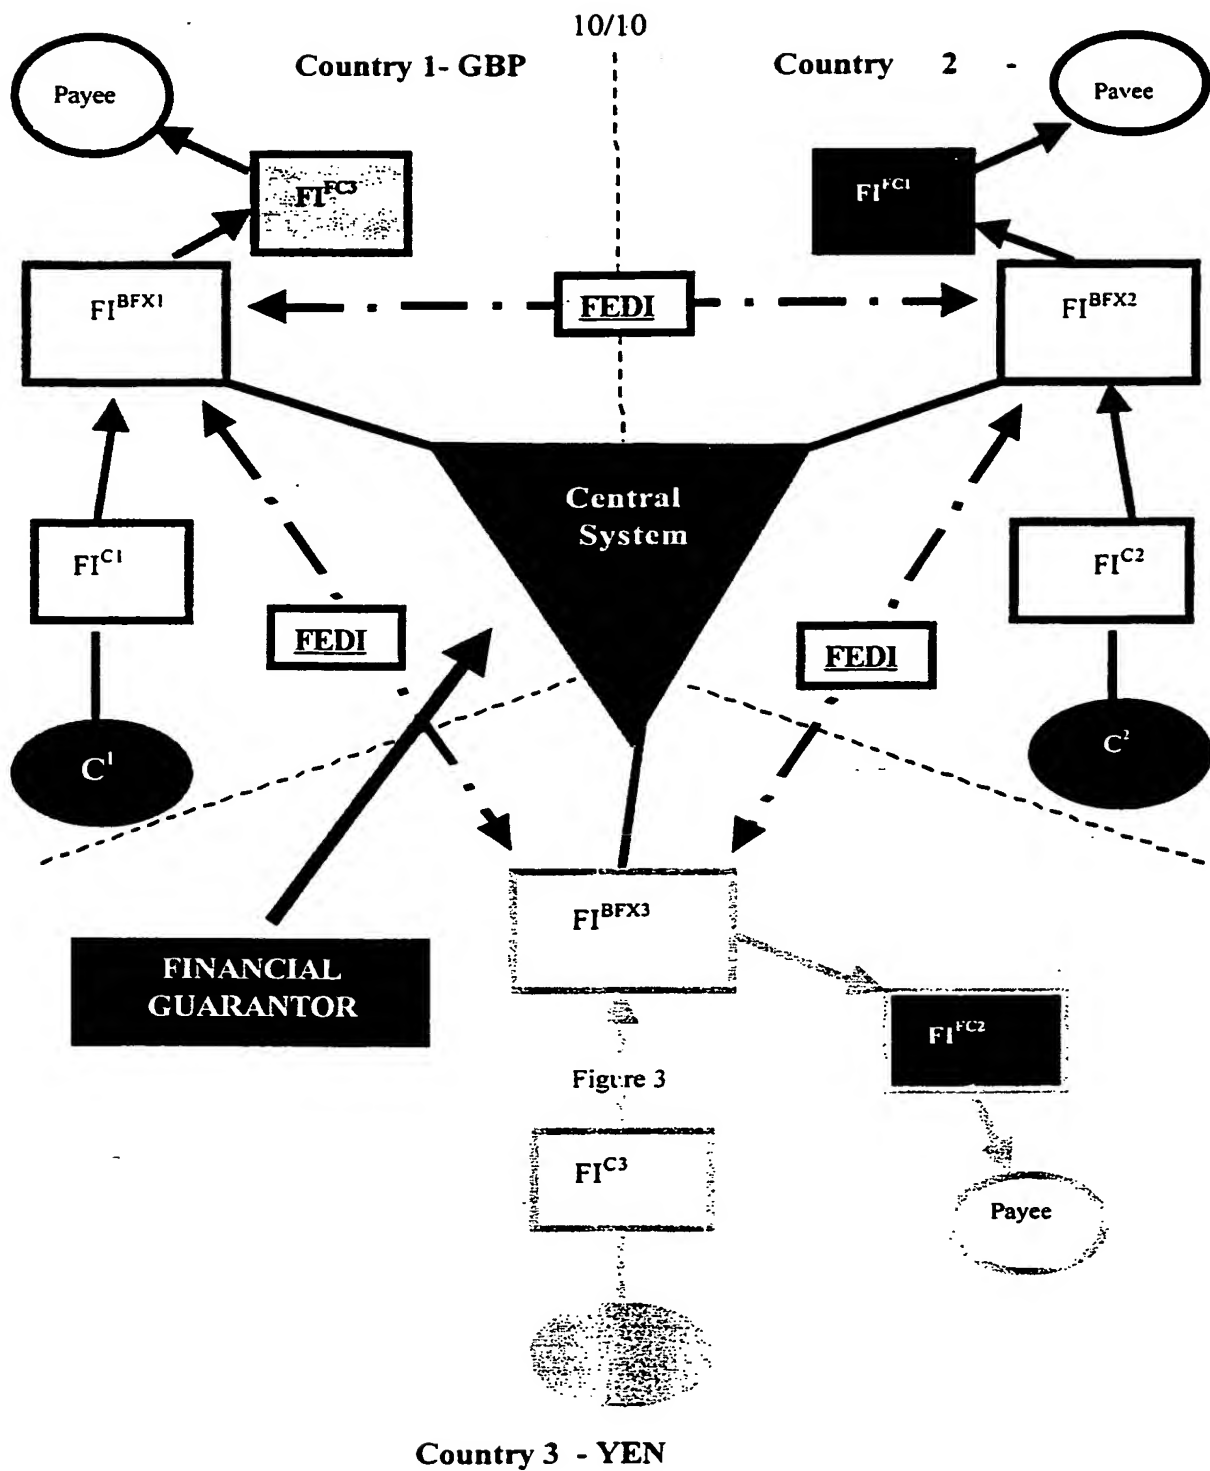 10/10
Country 1- GBP
Country 2 -
Payee
Pavee
FI^FC3
FI^FC1
FI^BFX1
FEDI
FI^BFX2
Central
System
FI^C1
FI^C2
FEDI
FEDI
C^1
C^2
FI^BFX3
FINANCIAL
GUARANTOR
FI^FC2
Figure 3
FI^C3
Payee
Country 3 - YEN